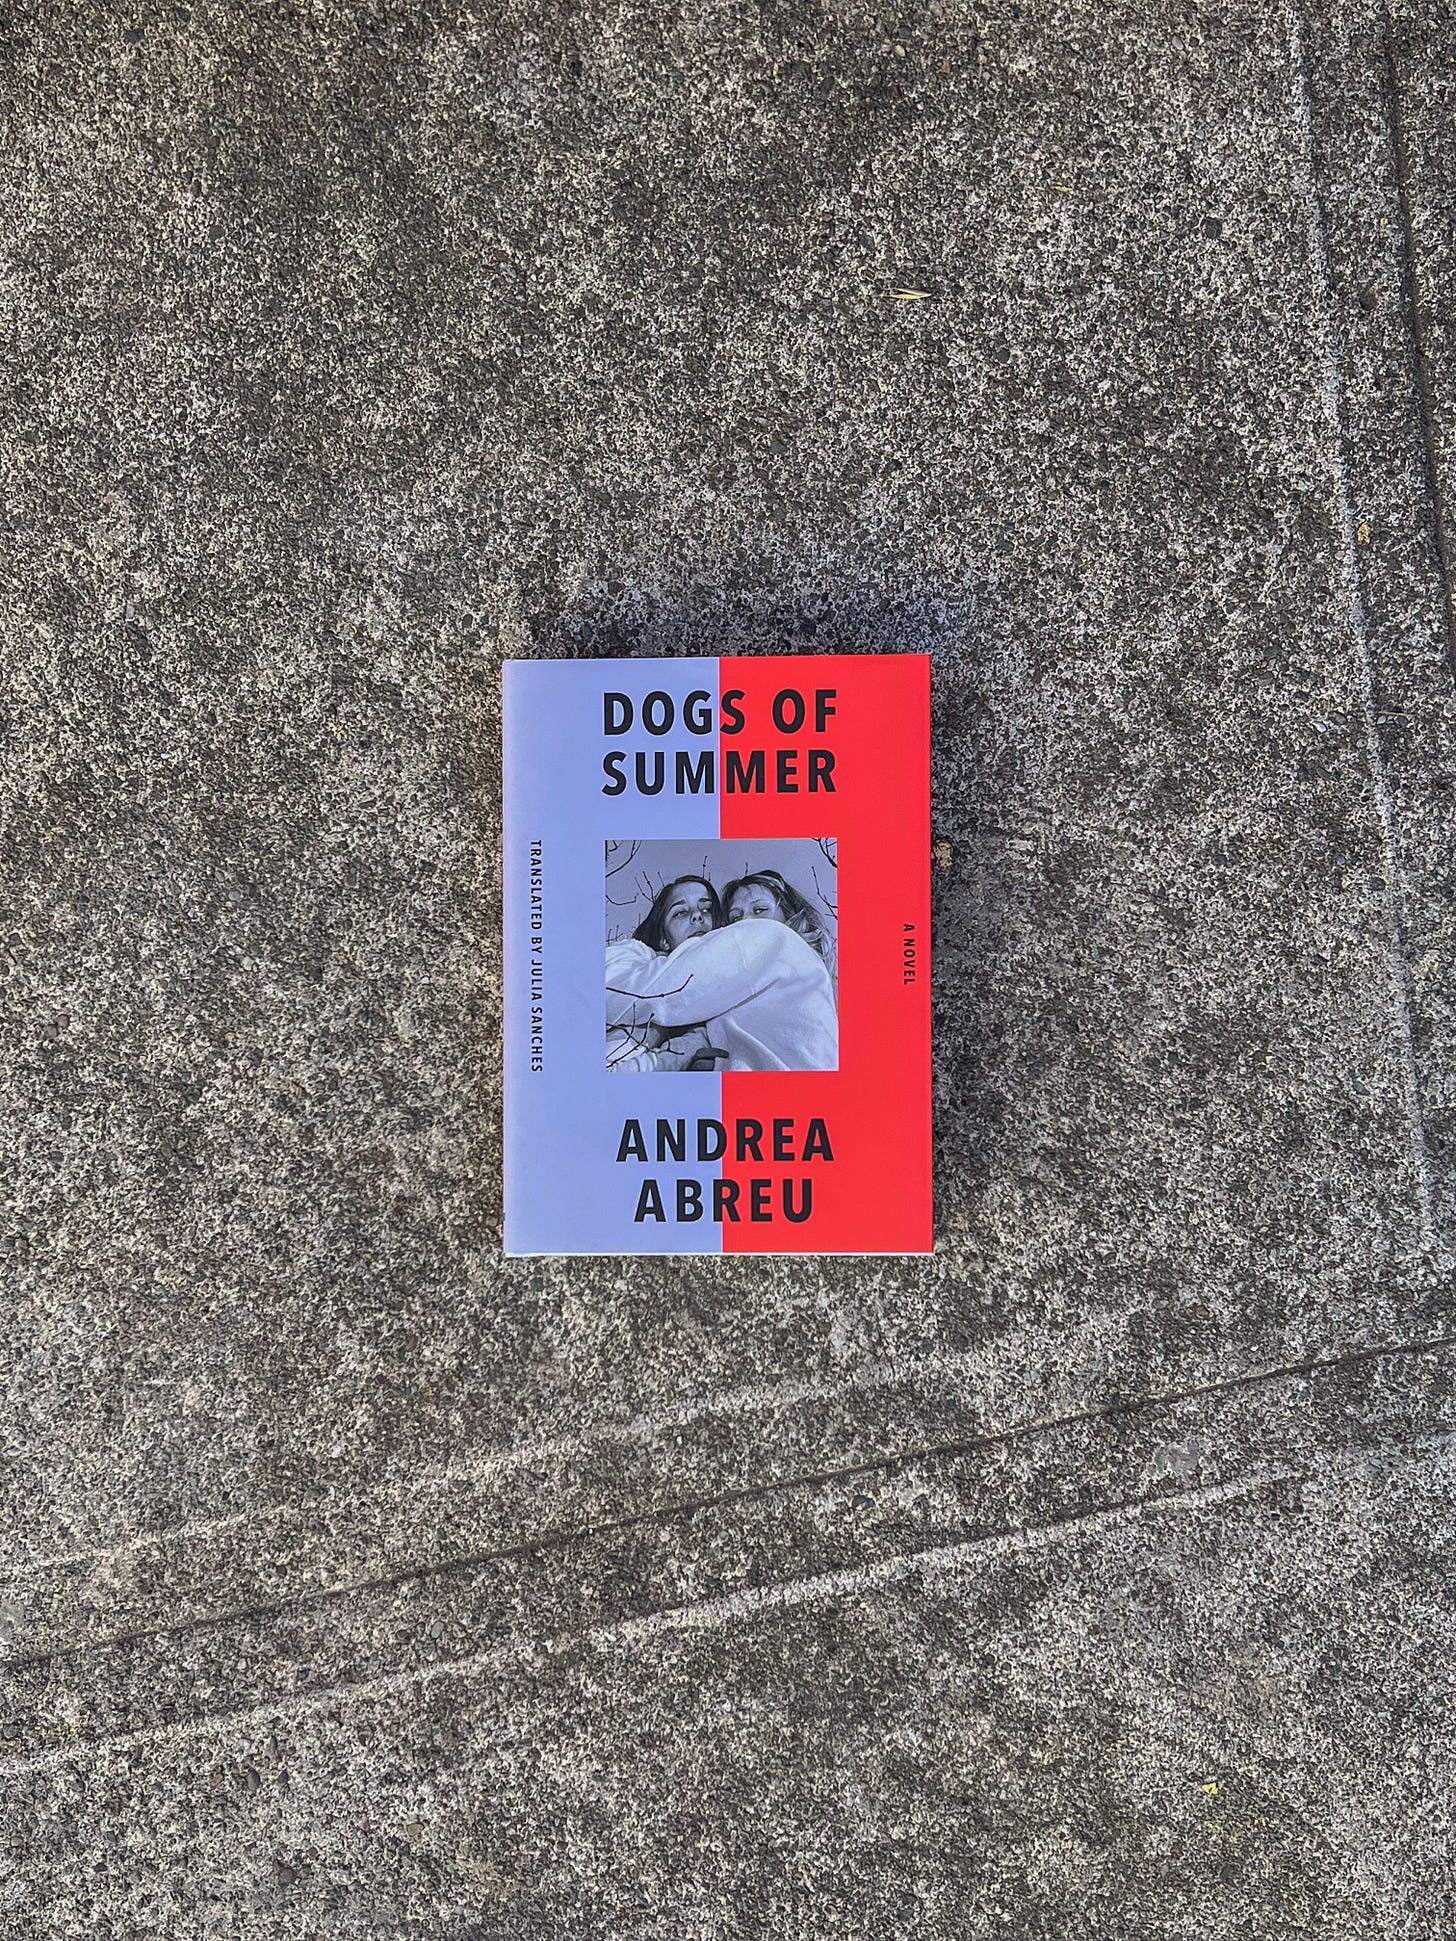 DOGS OF
SUMMER
TRANSLATED BY JULIA SANCHES
A NOVEL
ANDREA
ABREU